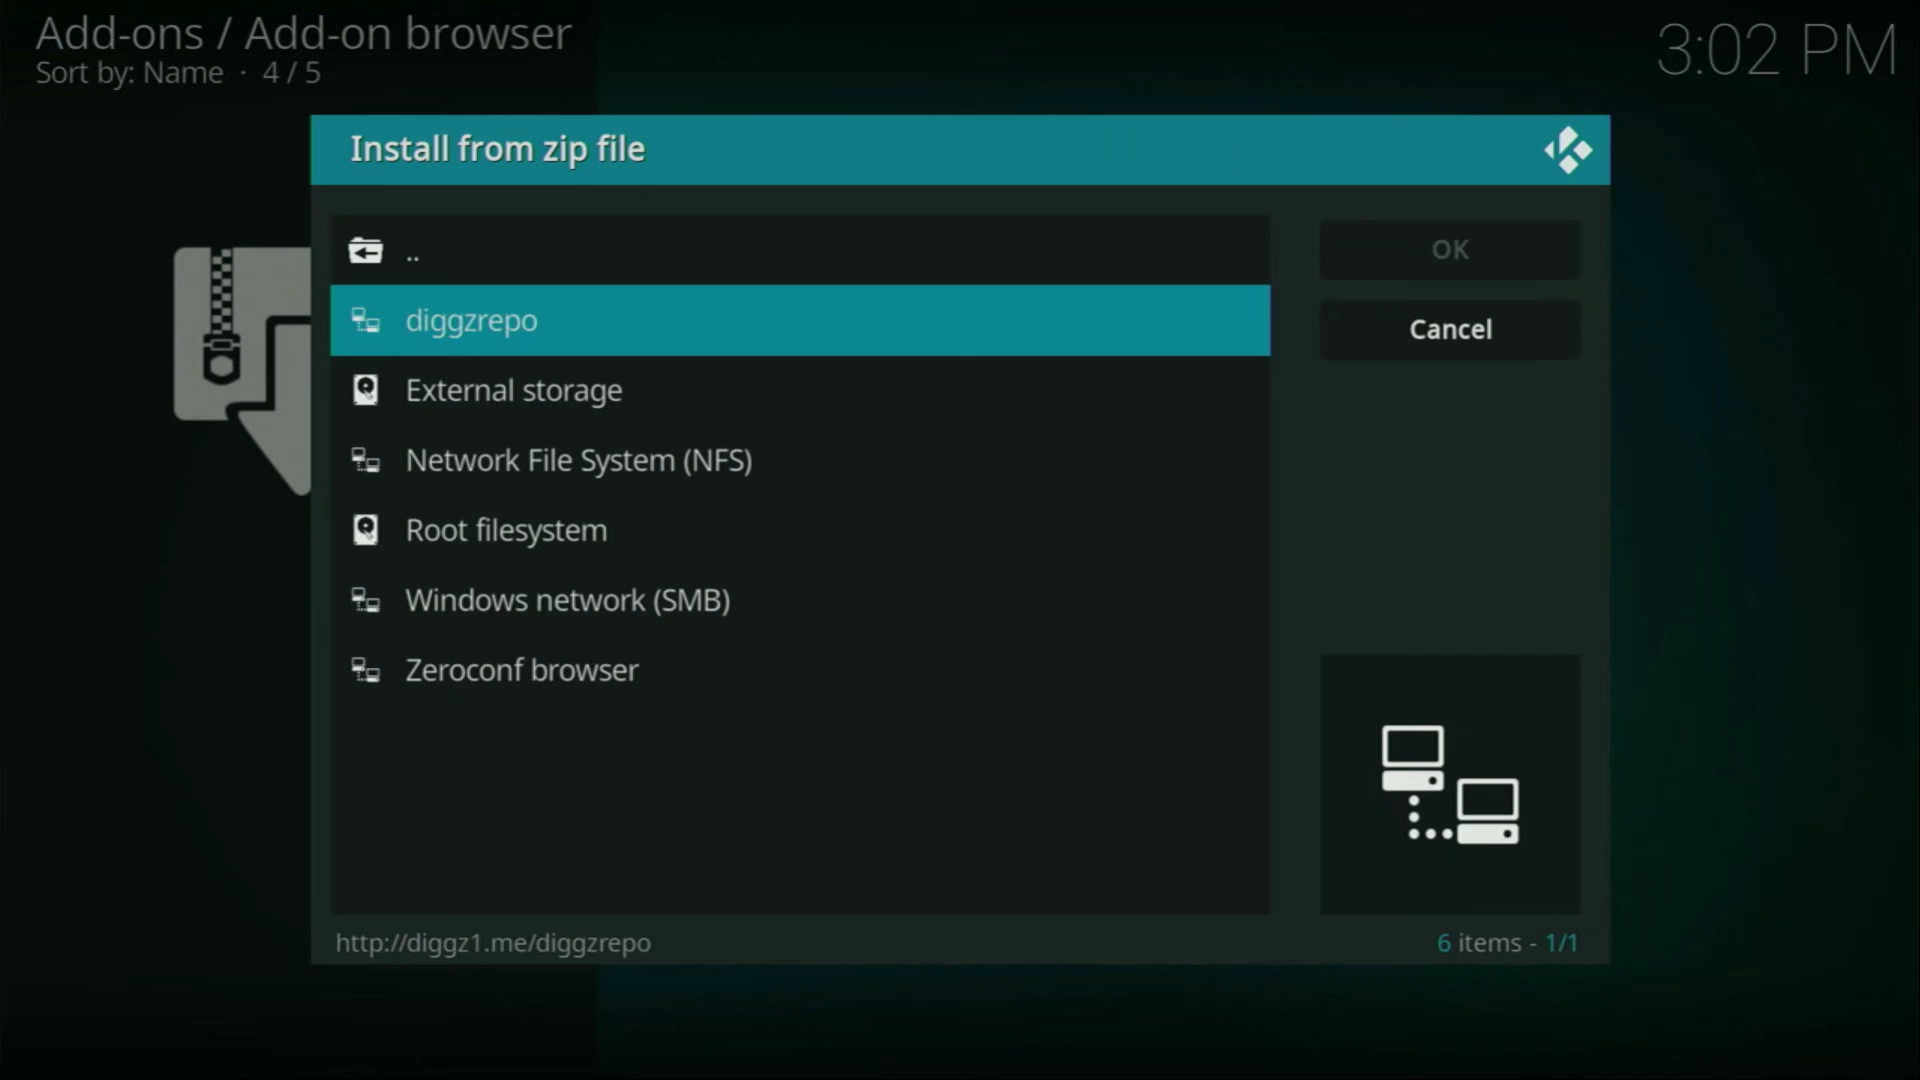 Add-ons / Add-on browser
Sort by: Name · 4 / 5
3:02 PM
Install from zip file
..
diggzrepo
External storage
Network File System (NFS)
Root filesystem
Windows network (SMB)
Zeroconf browser
OK
Cancel
http://diggz1.me/diggzrepo
6 items - 1/1